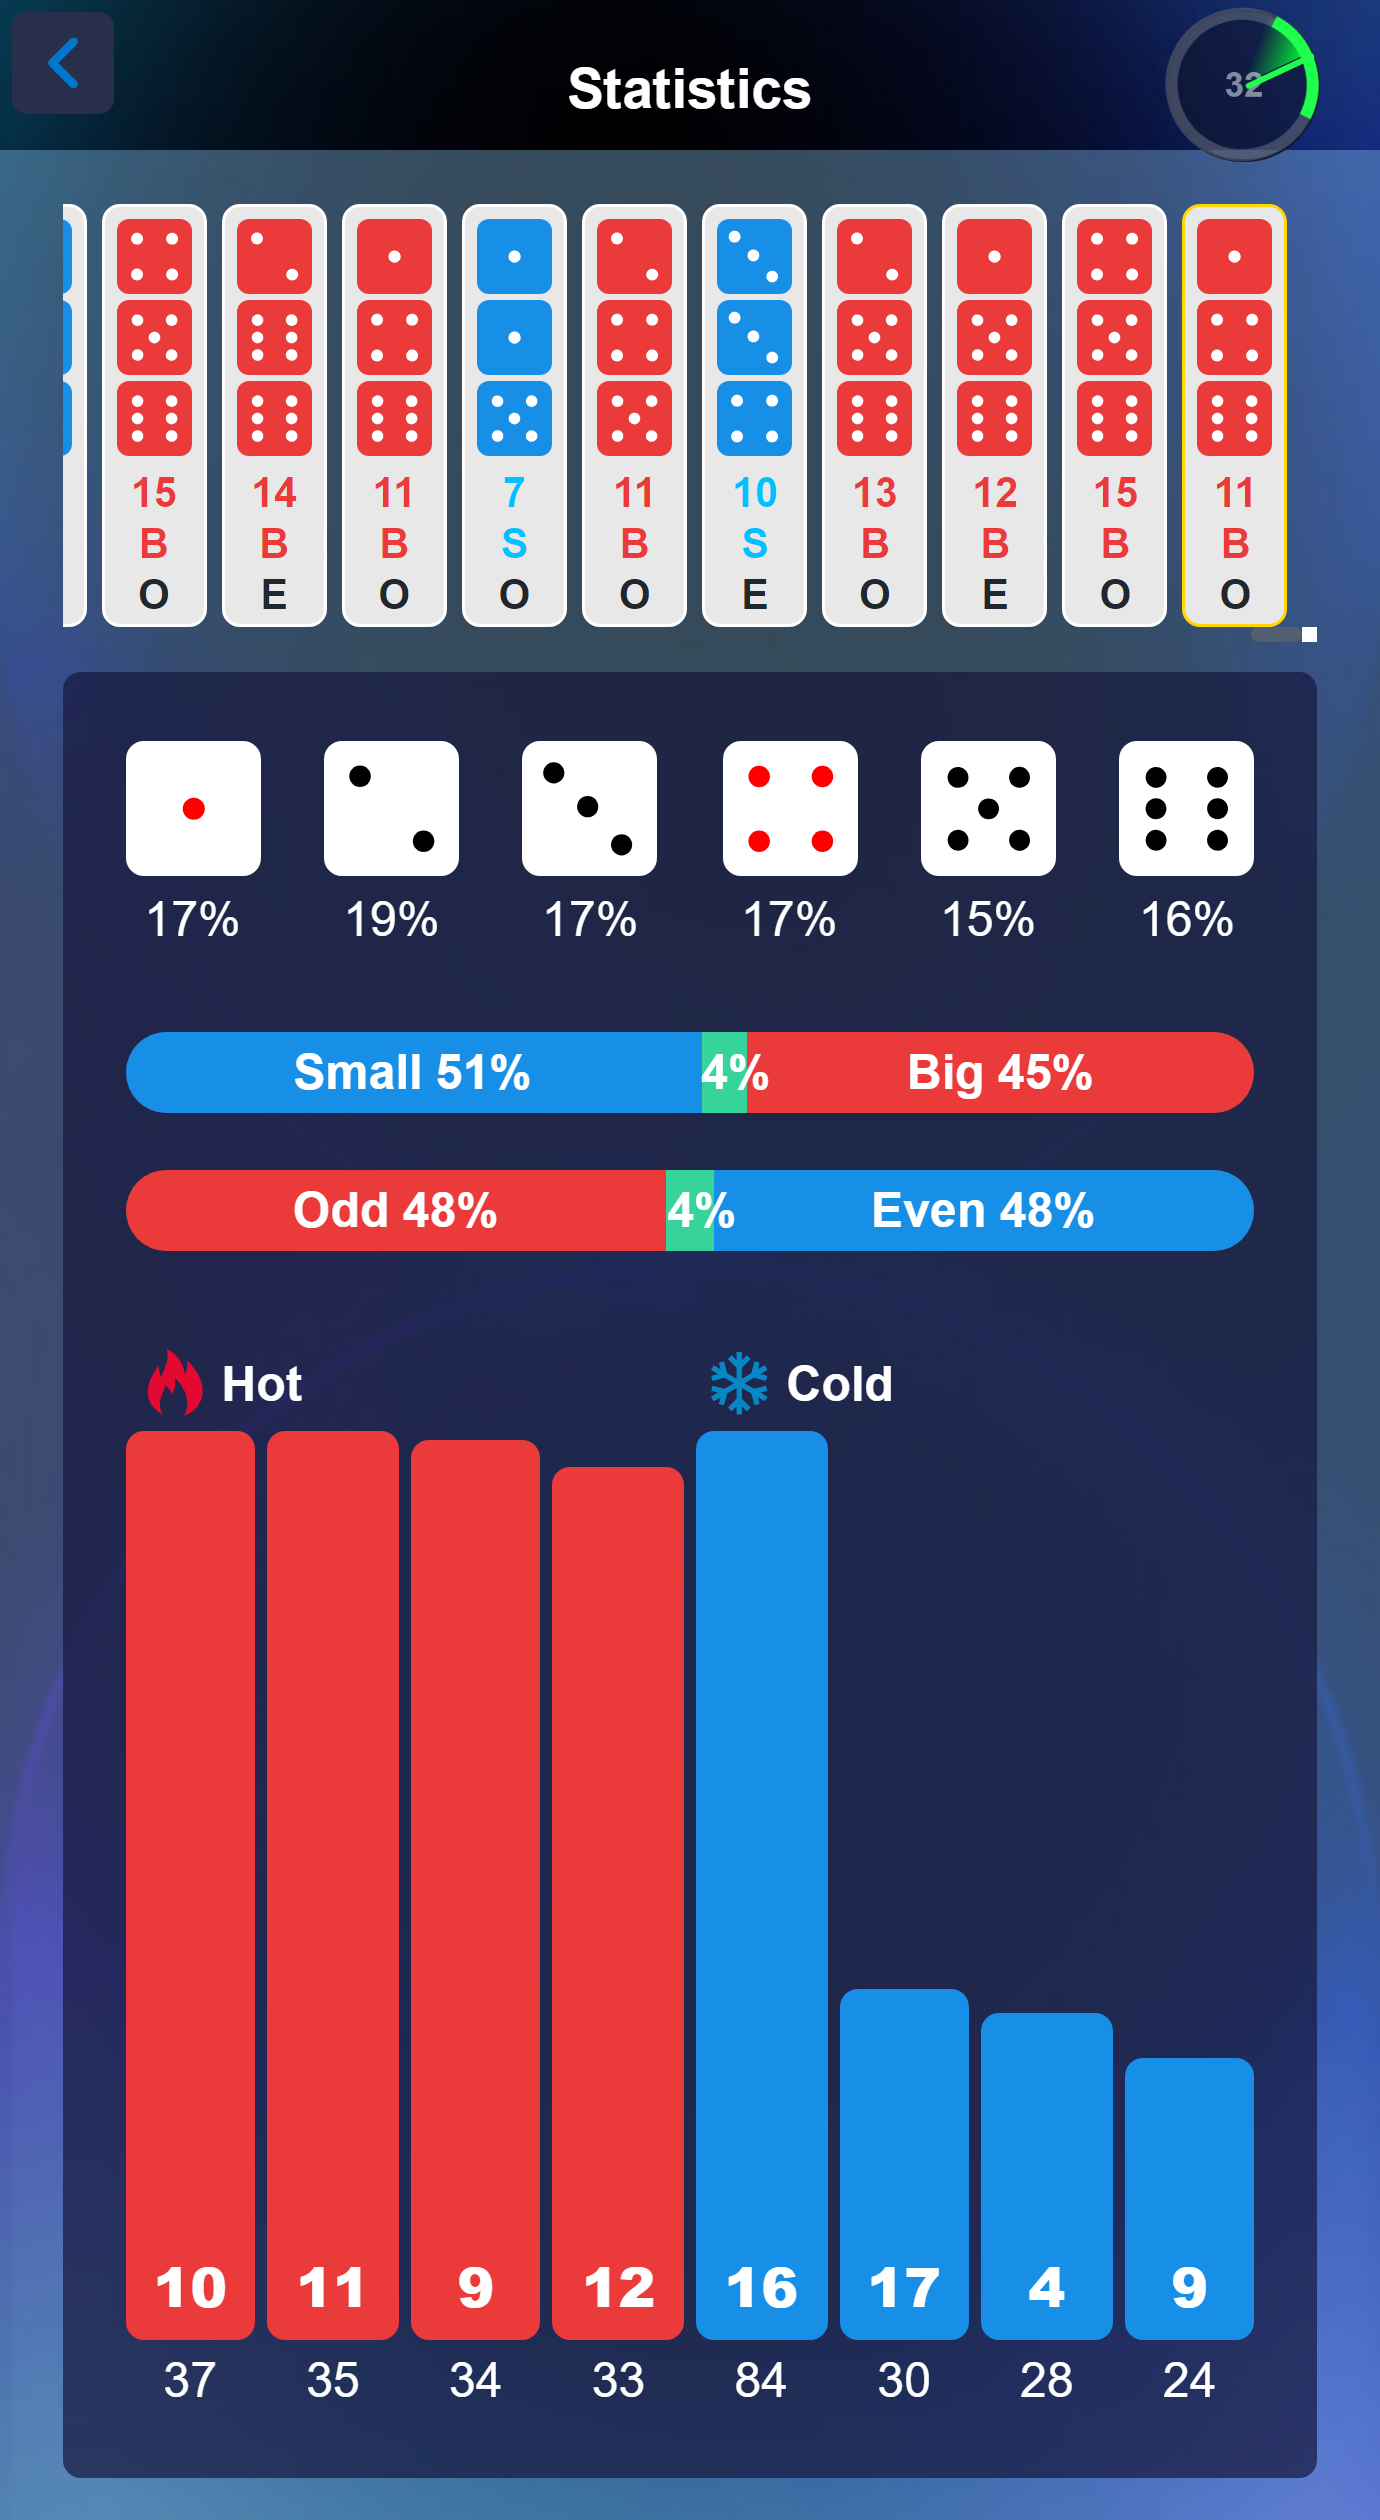 Statistics
32
15 14 11 7 11 10 13 12 15 11
B B B S B S B B B B
O E O O O E O E O O
17% 19% 17% 17% 15% 16%
Small 51% 4% Big 45%
Odd 48% 4% Even 48%
Hot Cold
10 11 9 12 16 17 4 9
37 35 34 33 84 30 28 24